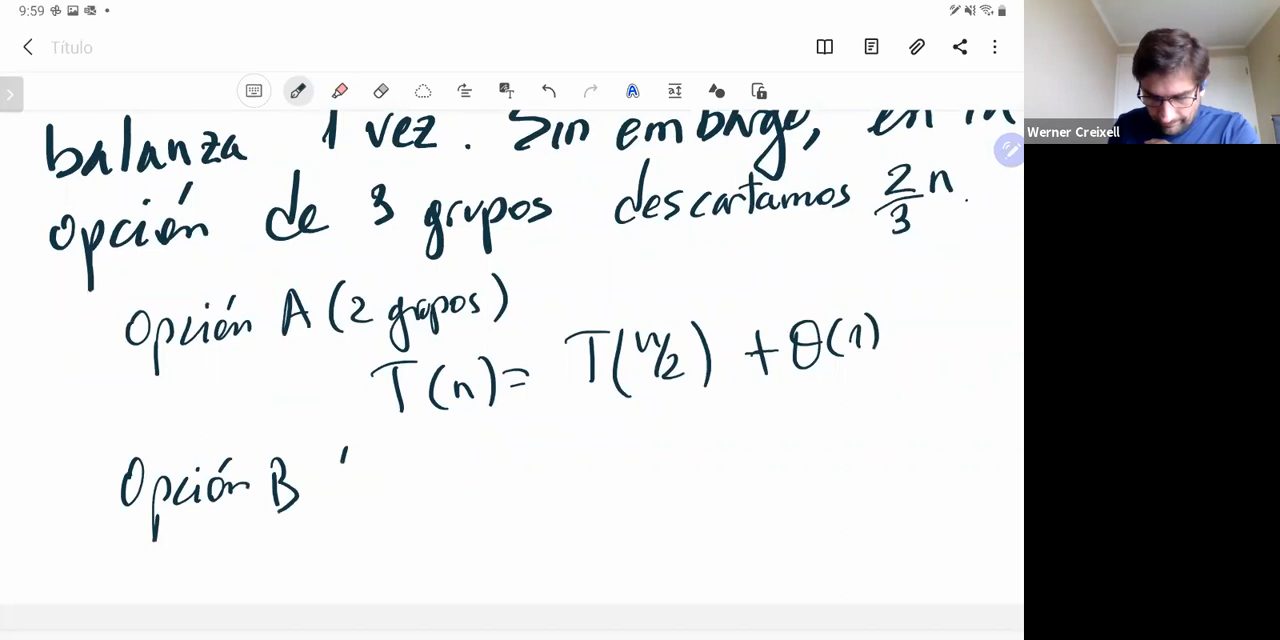 9:59
Título
Werner Creixell
balanza 1 vez. Sin embargo, en la
opción de 3 grupos descartamos 2/3 n.
Opción A (2 grupos)
T(n) = T(n/2) + Θ(1)
Opción B